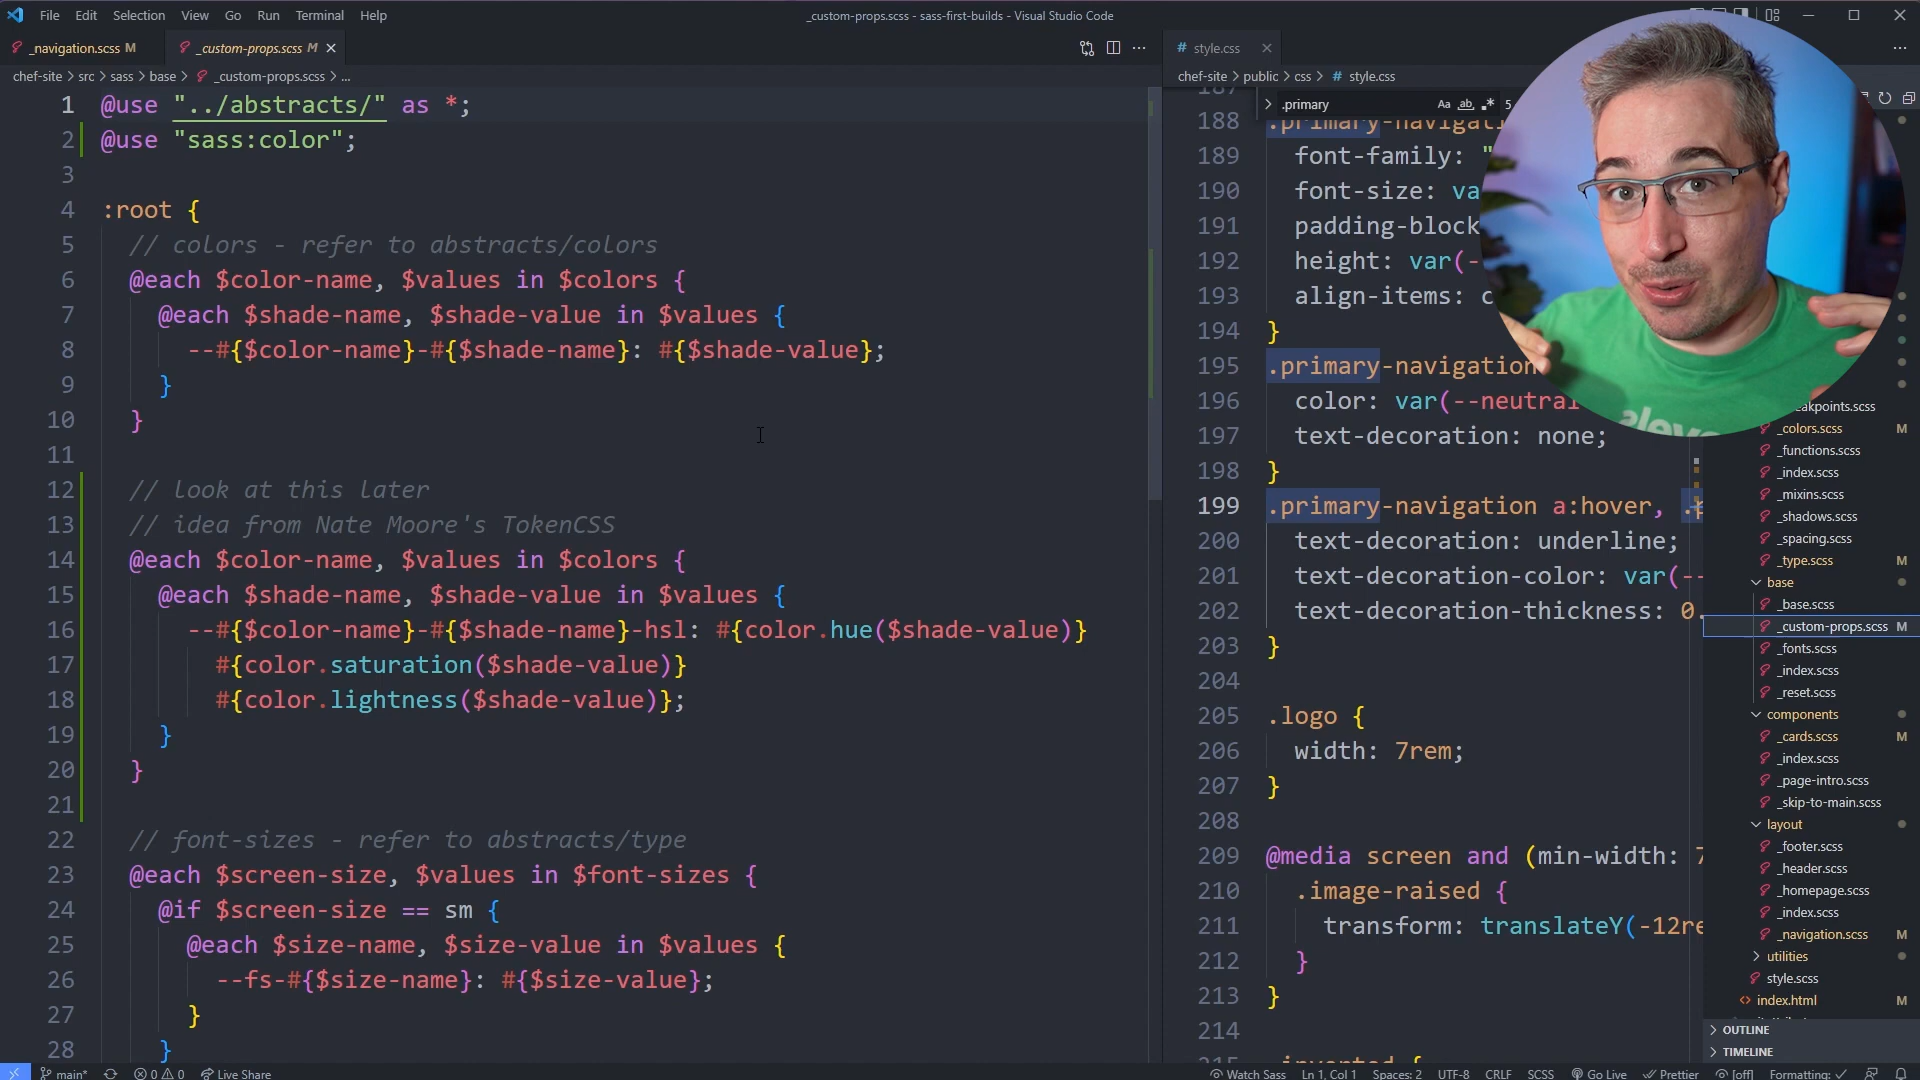 File Edit Selection View Go Run Terminal Help
_custom-props.scss - sass-first-builds - Visual Studio Code
_navigation.scss M
_custom-props.scss M
chef-site > src > sass > base > _custom-props.scss > ...
1 @use "../abstracts/" as *;
2 @use "sass:color";
3
4 :root {
5 // colors - refer to abstracts/colors
6 @each $color-name, $values in $colors {
7 @each $shade-name, $shade-value in $values {
8 --#{$color-name}-#{$shade-name}: #{$shade-value};
9 }
10 }
11
12 // look at this later
13 // idea from Nate Moore's TokenCSS
14 @each $color-name, $values in $colors {
15 @each $shade-name, $shade-value in $values {
16 --#{$color-name}-#{$shade-name}-hsl: #{color.hue($shade-value)}
17 #{color.saturation($shade-value)}
18 #{color.lightness($shade-value)};
19 }
20 }
21
22 // font-sizes - refer to abstracts/type
23 @each $screen-size, $values in $font-sizes {
24 @if $screen-size == sm {
25 @each $size-name, $size-value in $values {
26 --fs-#{$size-name}: #{$size-value};
27 }
28 }
# style.css
chef-site > public > css > # style.css
.primary Aa ab .* 5
188 .primary-navigati
189 font-family: "
190 font-size: va
191 padding-block
192 height: var(-
193 align-items: c
194 }
195 .primary-navigation
196 color: var(--neutral
197 text-decoration: none;
198 }
199 .primary-navigation a:hover, .p
200 text-decoration: underline;
201 text-decoration-color: var(--
202 text-decoration-thickness: 0.
203 }
204
205 .logo {
206 width: 7rem;
207 }
208
209 @media screen and (min-width: 7
210 .image-raised {
211 transform: translateY(-12re
212 }
213 }
214
eakpoints.scss
_colors.scss M
_functions.scss
_index.scss
_mixins.scss
_shadows.scss
_spacing.scss
_type.scss M
base
_base.scss
_custom-props.scss M
_fonts.scss
_index.scss
_reset.scss
components
_cards.scss M
_index.scss
_page-intro.scss
_skip-to-main.scss
layout
_footer.scss
_header.scss
_homepage.scss
_index.scss
_navigation.scss M
utilities
style.scss
index.html M
OUTLINE
TIMELINE
main* 0 0 Live Share
Watch Sass Ln 1, Col 1 Spaces: 2 UTF-8 CRLF SCSS Go Live Prettier [off] Formatting: ✓